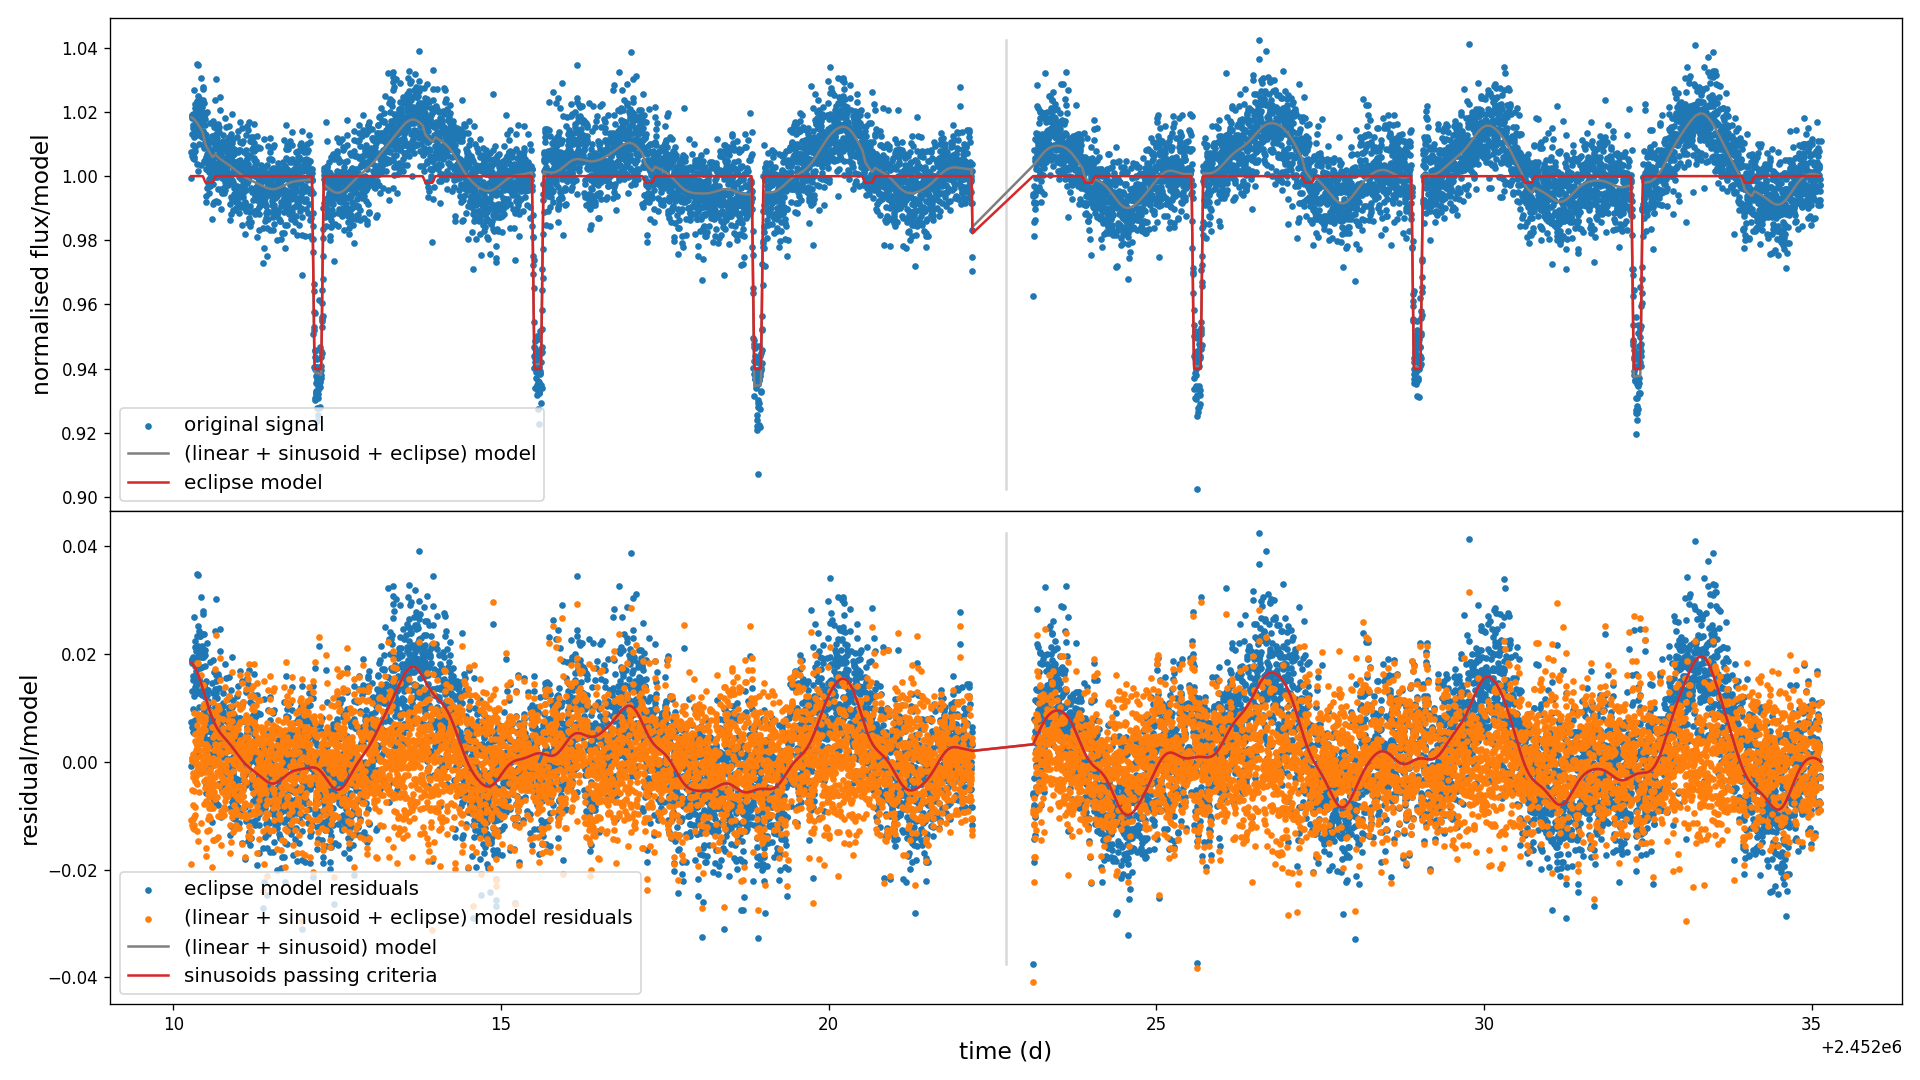 normalised flux/model
1.04
1.02
1.00
0.98
0.96
0.94
0.92
0.90
original signal
(linear + sinusoid + eclipse) model
eclipse model
residual/model
0.04
0.02
0.00
−0.02
−0.04
eclipse model residuals
(linear + sinusoid + eclipse) model residuals
(linear + sinusoid) model
sinusoids passing criteria
10 15 20 25 30 35
time (d)
+2.452e6